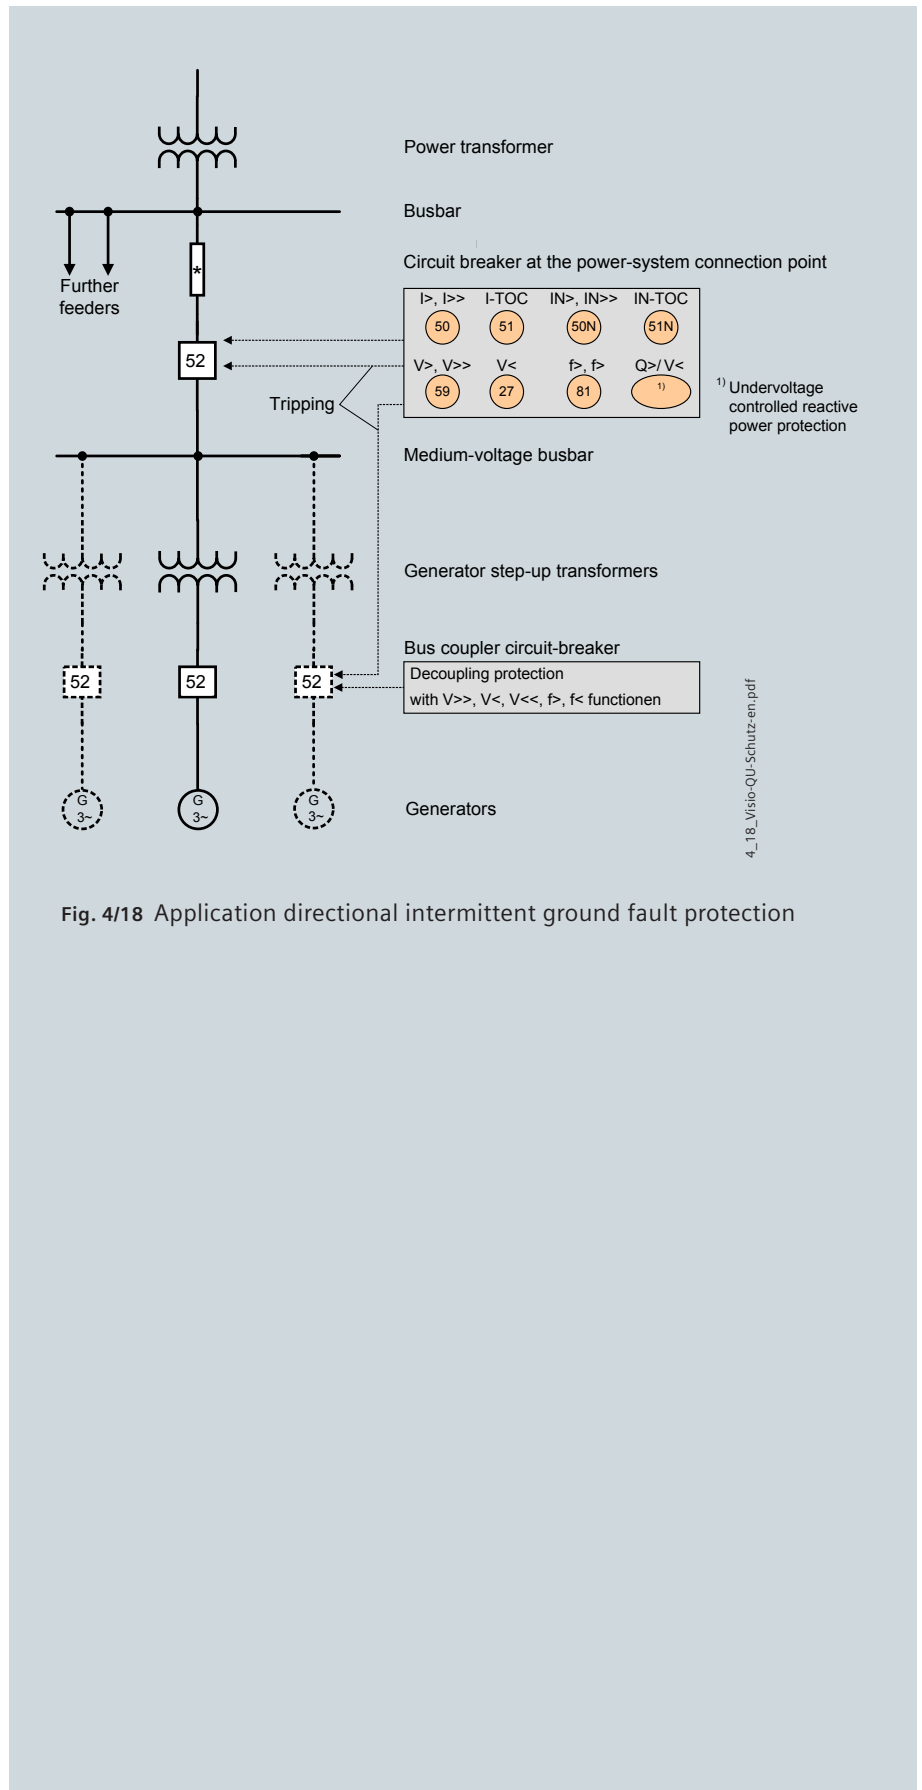 Power transformer
Busbar
Further
feeders
*
Circuit breaker at the power-system connection point
I>, I>> I-TOC IN>, IN>> IN-TOC
50 51 50N 51N
52
V>, V>> V< f>, f> Q>/ V<
59 27 81 1)
Tripping
1) Undervoltage
controlled reactive
power protection
Medium-voltage busbar
Generator step-up transformers
Bus coupler circuit-breaker
52 52 52
Decoupling protection
with V>>, V<, V<<, f>, f< functionen
G G G
3~ 3~ 3~
Generators
4_18_Visio-QU-Schutz-en.pdf
Fig. 4/18 Application directional intermittent ground fault protection